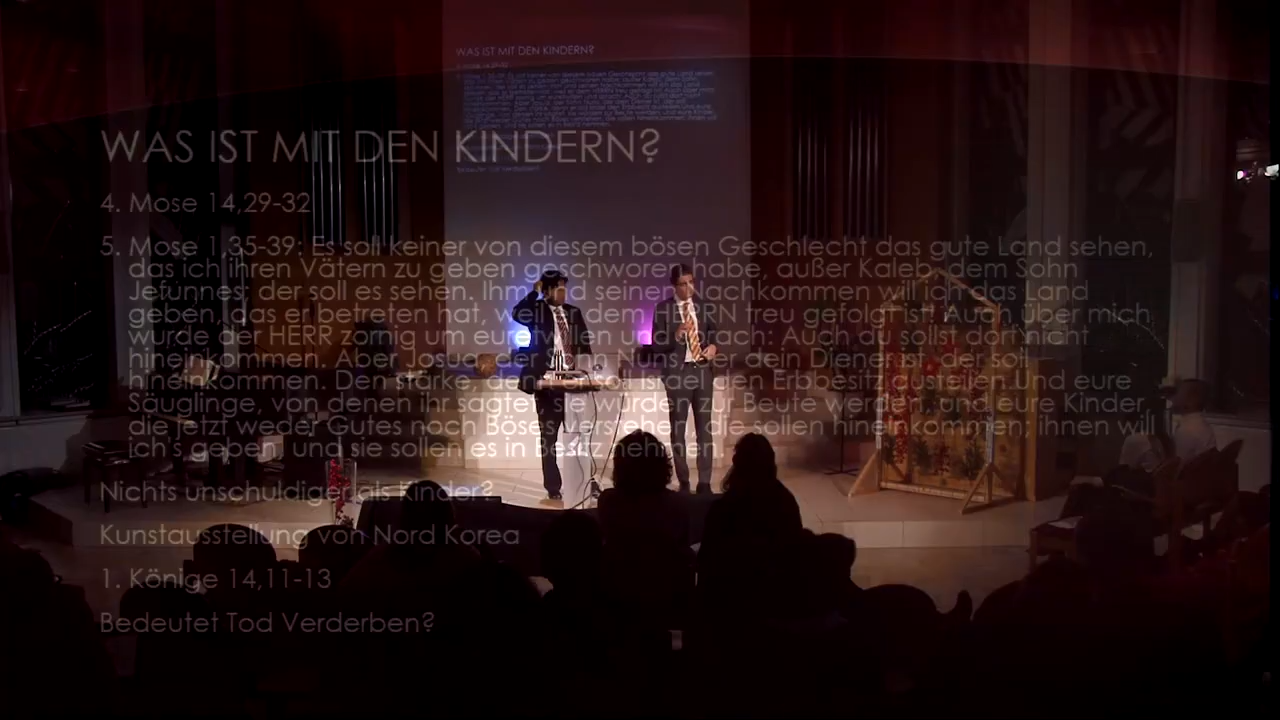 WAS IST MIT DEN KINDERN?
WAS IST MIT DEN KINDERN?
4. Mose 14,29-32
5. Mose 1,35-39: Es soll keiner von diesem bösen Geschlecht das gute Land sehen,
das ich ihren Vätern zu geben geschworen habe, außer Kaleb, dem Sohn
Jefunnes; der soll es sehen. Ihm und seinen Nachkommen will ich das Land
geben, das er betreten hat, weil er dem HERRN treu gefolgt ist. Auch über mich
wurde der HERR zornig um euretwillen und sprach: Auch du sollst nicht dort
hineinkommen. Aber Josua, der Sohn Nuns, der dein Diener ist, der soll
hineinkommen. Den stärke; denn er soll Israel den Erbbesitz austeilen. Und eure
Säuglinge, von denen ihr sagtet, sie würden zur Beute werden, und eure Kinder,
die jetzt weder Gutes noch Böses verstehen, die sollen hineinkommen; ihnen will
ich's geben, und sie sollen es in Besitz nehmen.
Nichts unschuldiger als Kinder?
Kunstausstellung von Nord Korea
1. Könige 14,11-13
Bedeutet Tod Verderben?